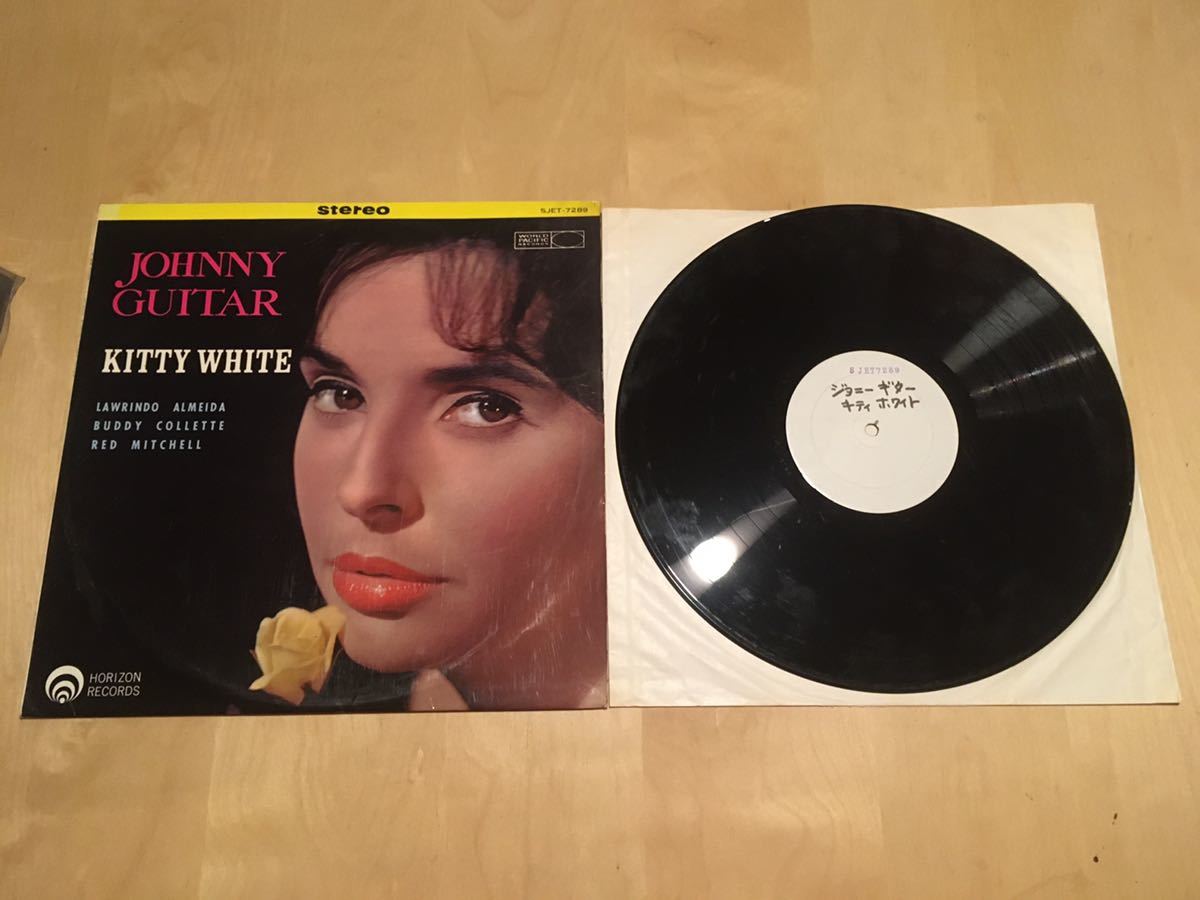 stereo
SJET-7289
WORLD PACIFIC RECORDS
JOHNNY
GUITAR
KITTY WHITE
LAWRINDO ALMEIDA
BUDDY COLLETTE
RED MITCHELL
HORIZON
RECORDS
SJET7289
ジョニー ギター
キティ ホワイト